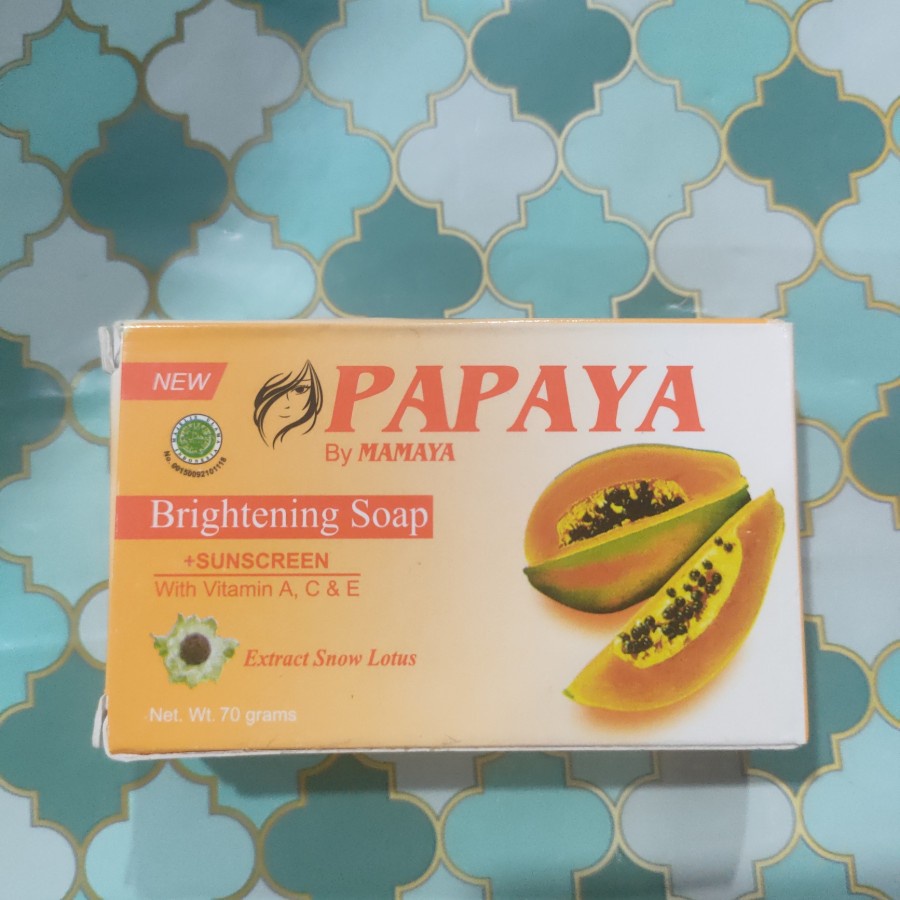 NEW
PAPAYA
By MAMAYA
Brightening Soap
+SUNSCREEN
With Vitamin A, C & E
Extract Snow Lotus
Net. Wt. 70 grams